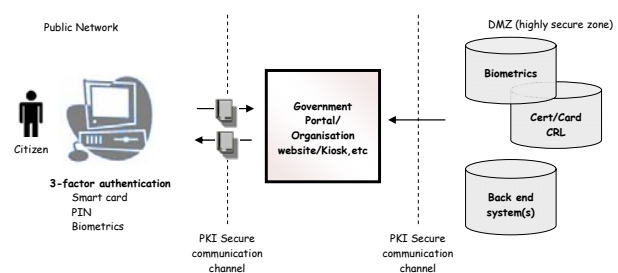 Public Network
DMZ (highly secure zone)
Biometrics
Cert/Card
CRL
Back end
system(s)
Government
Portal/
Organisation
website/Kiosk,etc
Citizen
3-factor authentication
Smart card
PIN
Biometrics
PKI Secure
communication
channel
PKI Secure
communication
channel